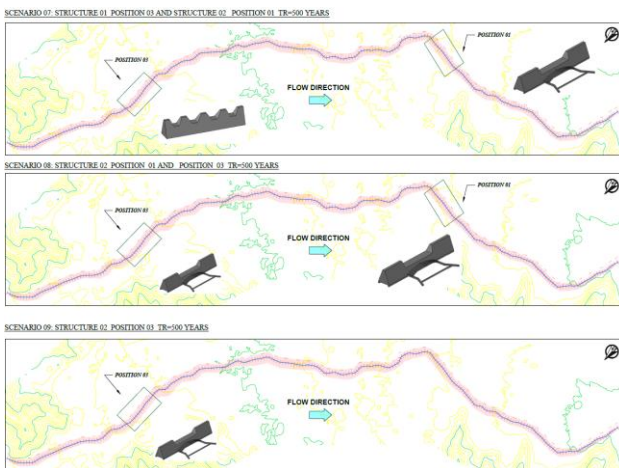 SCENARIO 07: STRUCTURE 01 POSITION 03 AND STRUCTURE 02 POSITION 01 TR=500 YEARS
POSITION 03
POSITION 01
FLOW DIRECTION
SCENARIO 08: STRUCTURE 02 POSITION 01 AND POSITION 03 TR=500 YEARS
POSITION 03
POSITION 01
FLOW DIRECTION
SCENARIO 09: STRUCTURE 02 POSITION 03 TR=500 YEARS
POSITION 03
FLOW DIRECTION